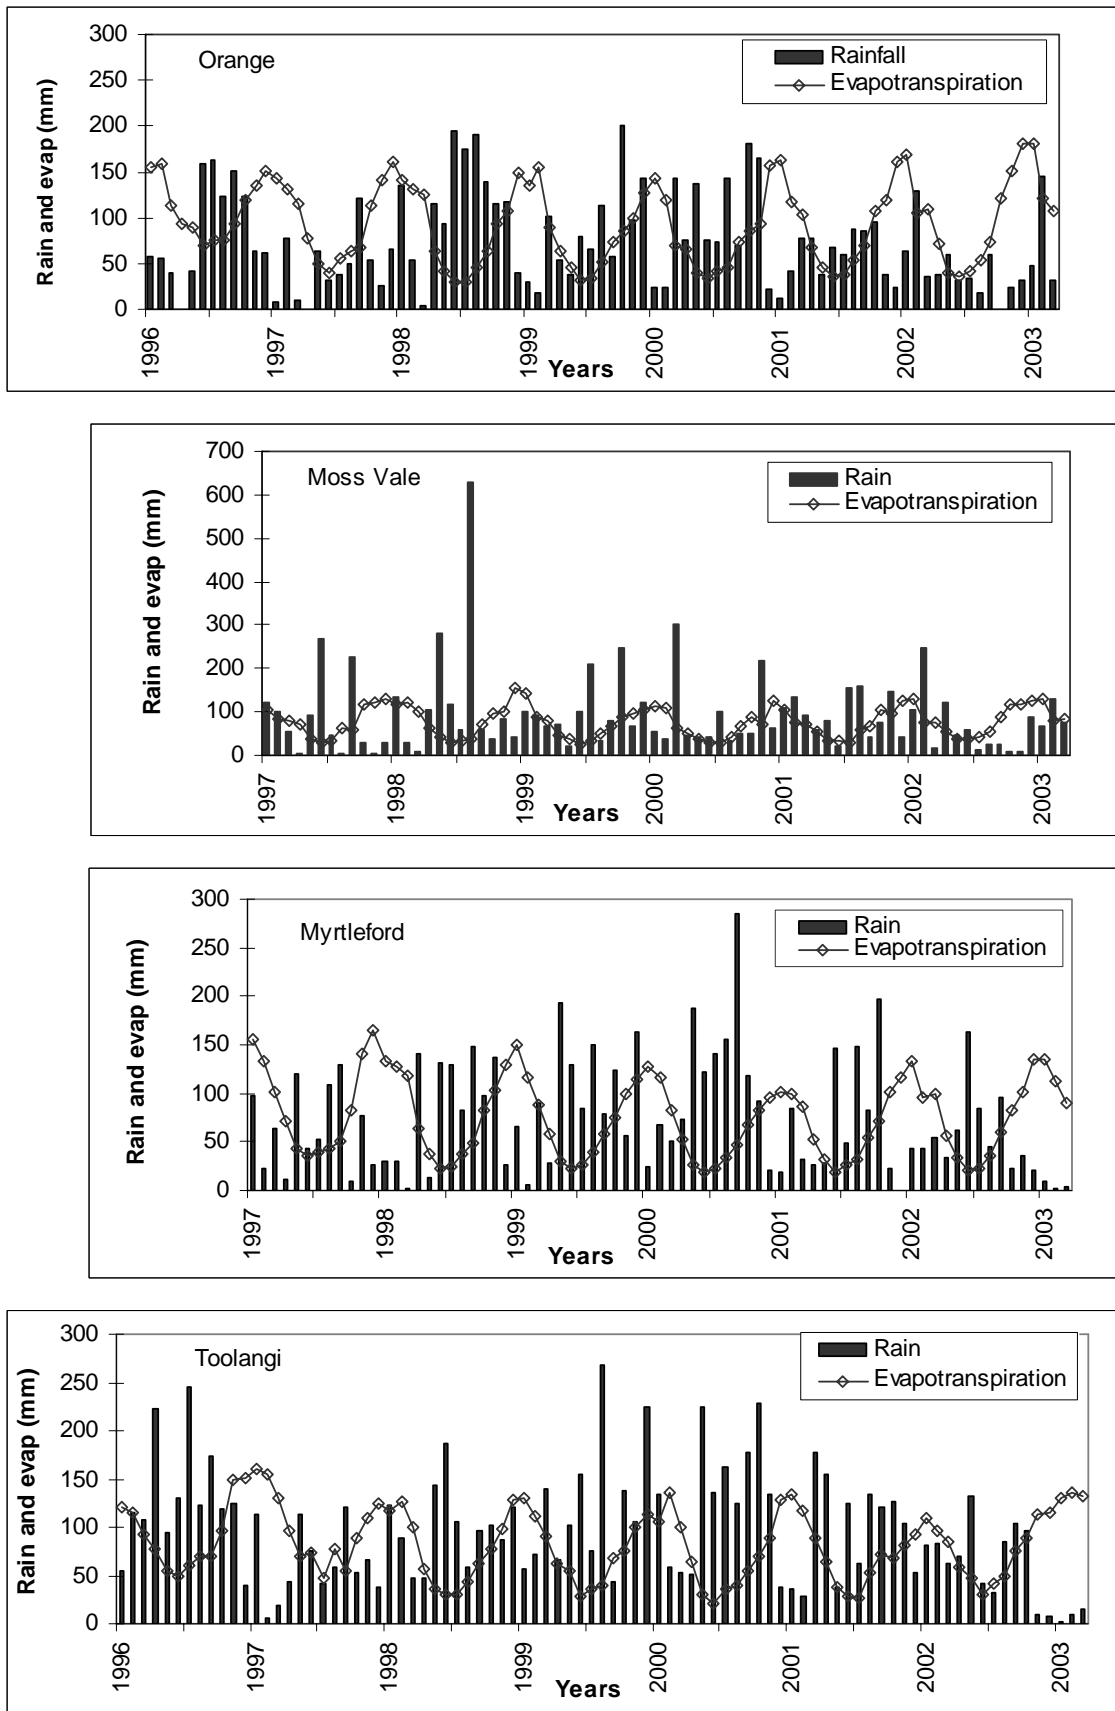 Orange
Rainfall
Evapotranspiration
Rain and evap (mm)
300
250
200
150
100
50
0
1996
1997
1998
1999
2000
2001
2002
2003
Years
Moss Vale
Rain
Evapotranspiration
Rain and evap (mm)
700
600
500
400
300
200
100
0
1997
1998
1999
2000
2001
2002
2003
Years
Myrtleford
Rain
Evapotranspiration
Rain and evap (mm)
300
250
200
150
100
50
0
1997
1998
1999
2000
2001
2002
2003
Years
Toolangi
Rain
Evapotranspiration
Rain and evap (mm)
300
250
200
150
100
50
0
1996
1997
1998
1999
2000
2001
2002
2003
Years